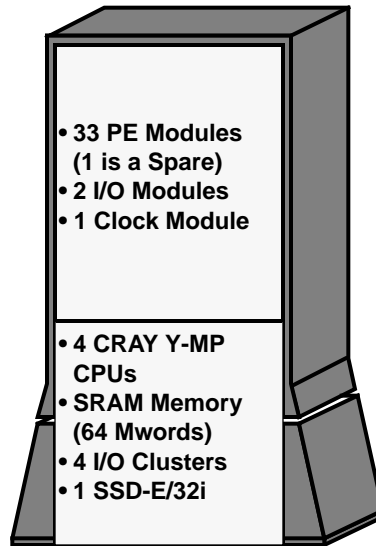 • 33 PE Modules
(1 is a Spare)
• 2 I/O Modules
• 1 Clock Module
• 4 CRAY Y-MP
CPUs
• SRAM Memory
(64 Mwords)
• 4 I/O Clusters
• 1 SSD-E/32i